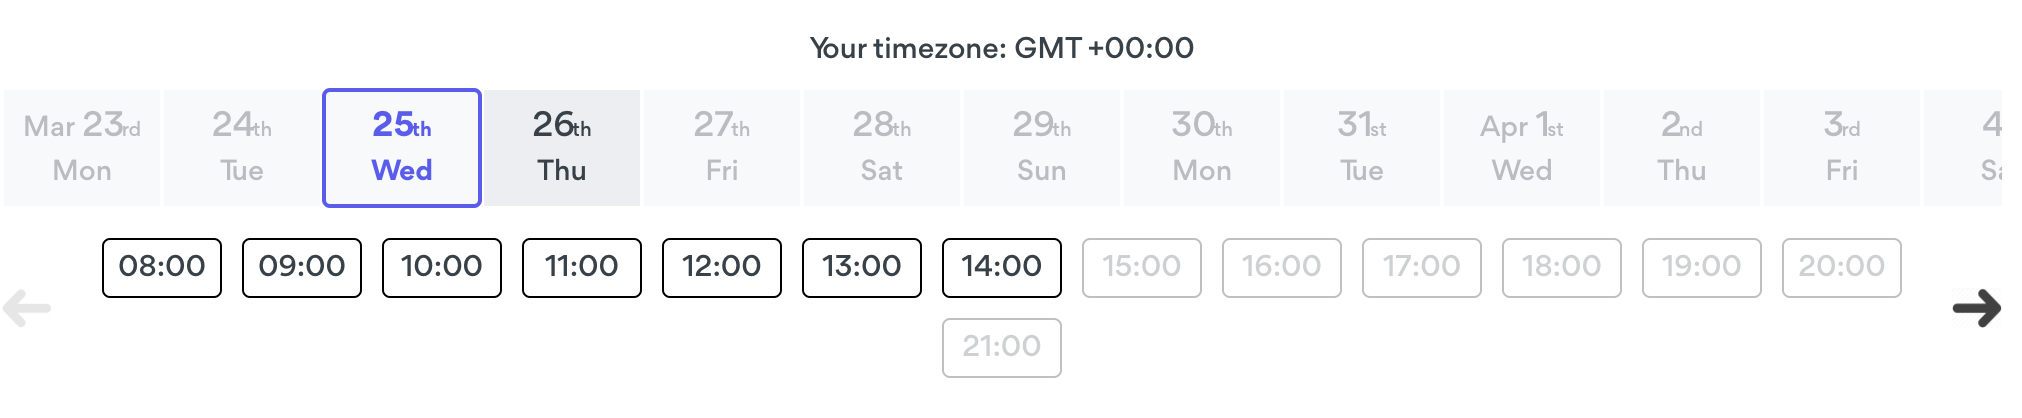 Your timezone: GMT +00:00
Mar 23rd 24th 25th 26th 27th 28th 29th 30th 31st Apr 1st 2nd 3rd 4
Mon Tue Wed Thu Fri Sat Sun Mon Tue Wed Thu Fri Sa
08:00 09:00 10:00 11:00 12:00 13:00 14:00 15:00 16:00 17:00 18:00 19:00 20:00
21:00